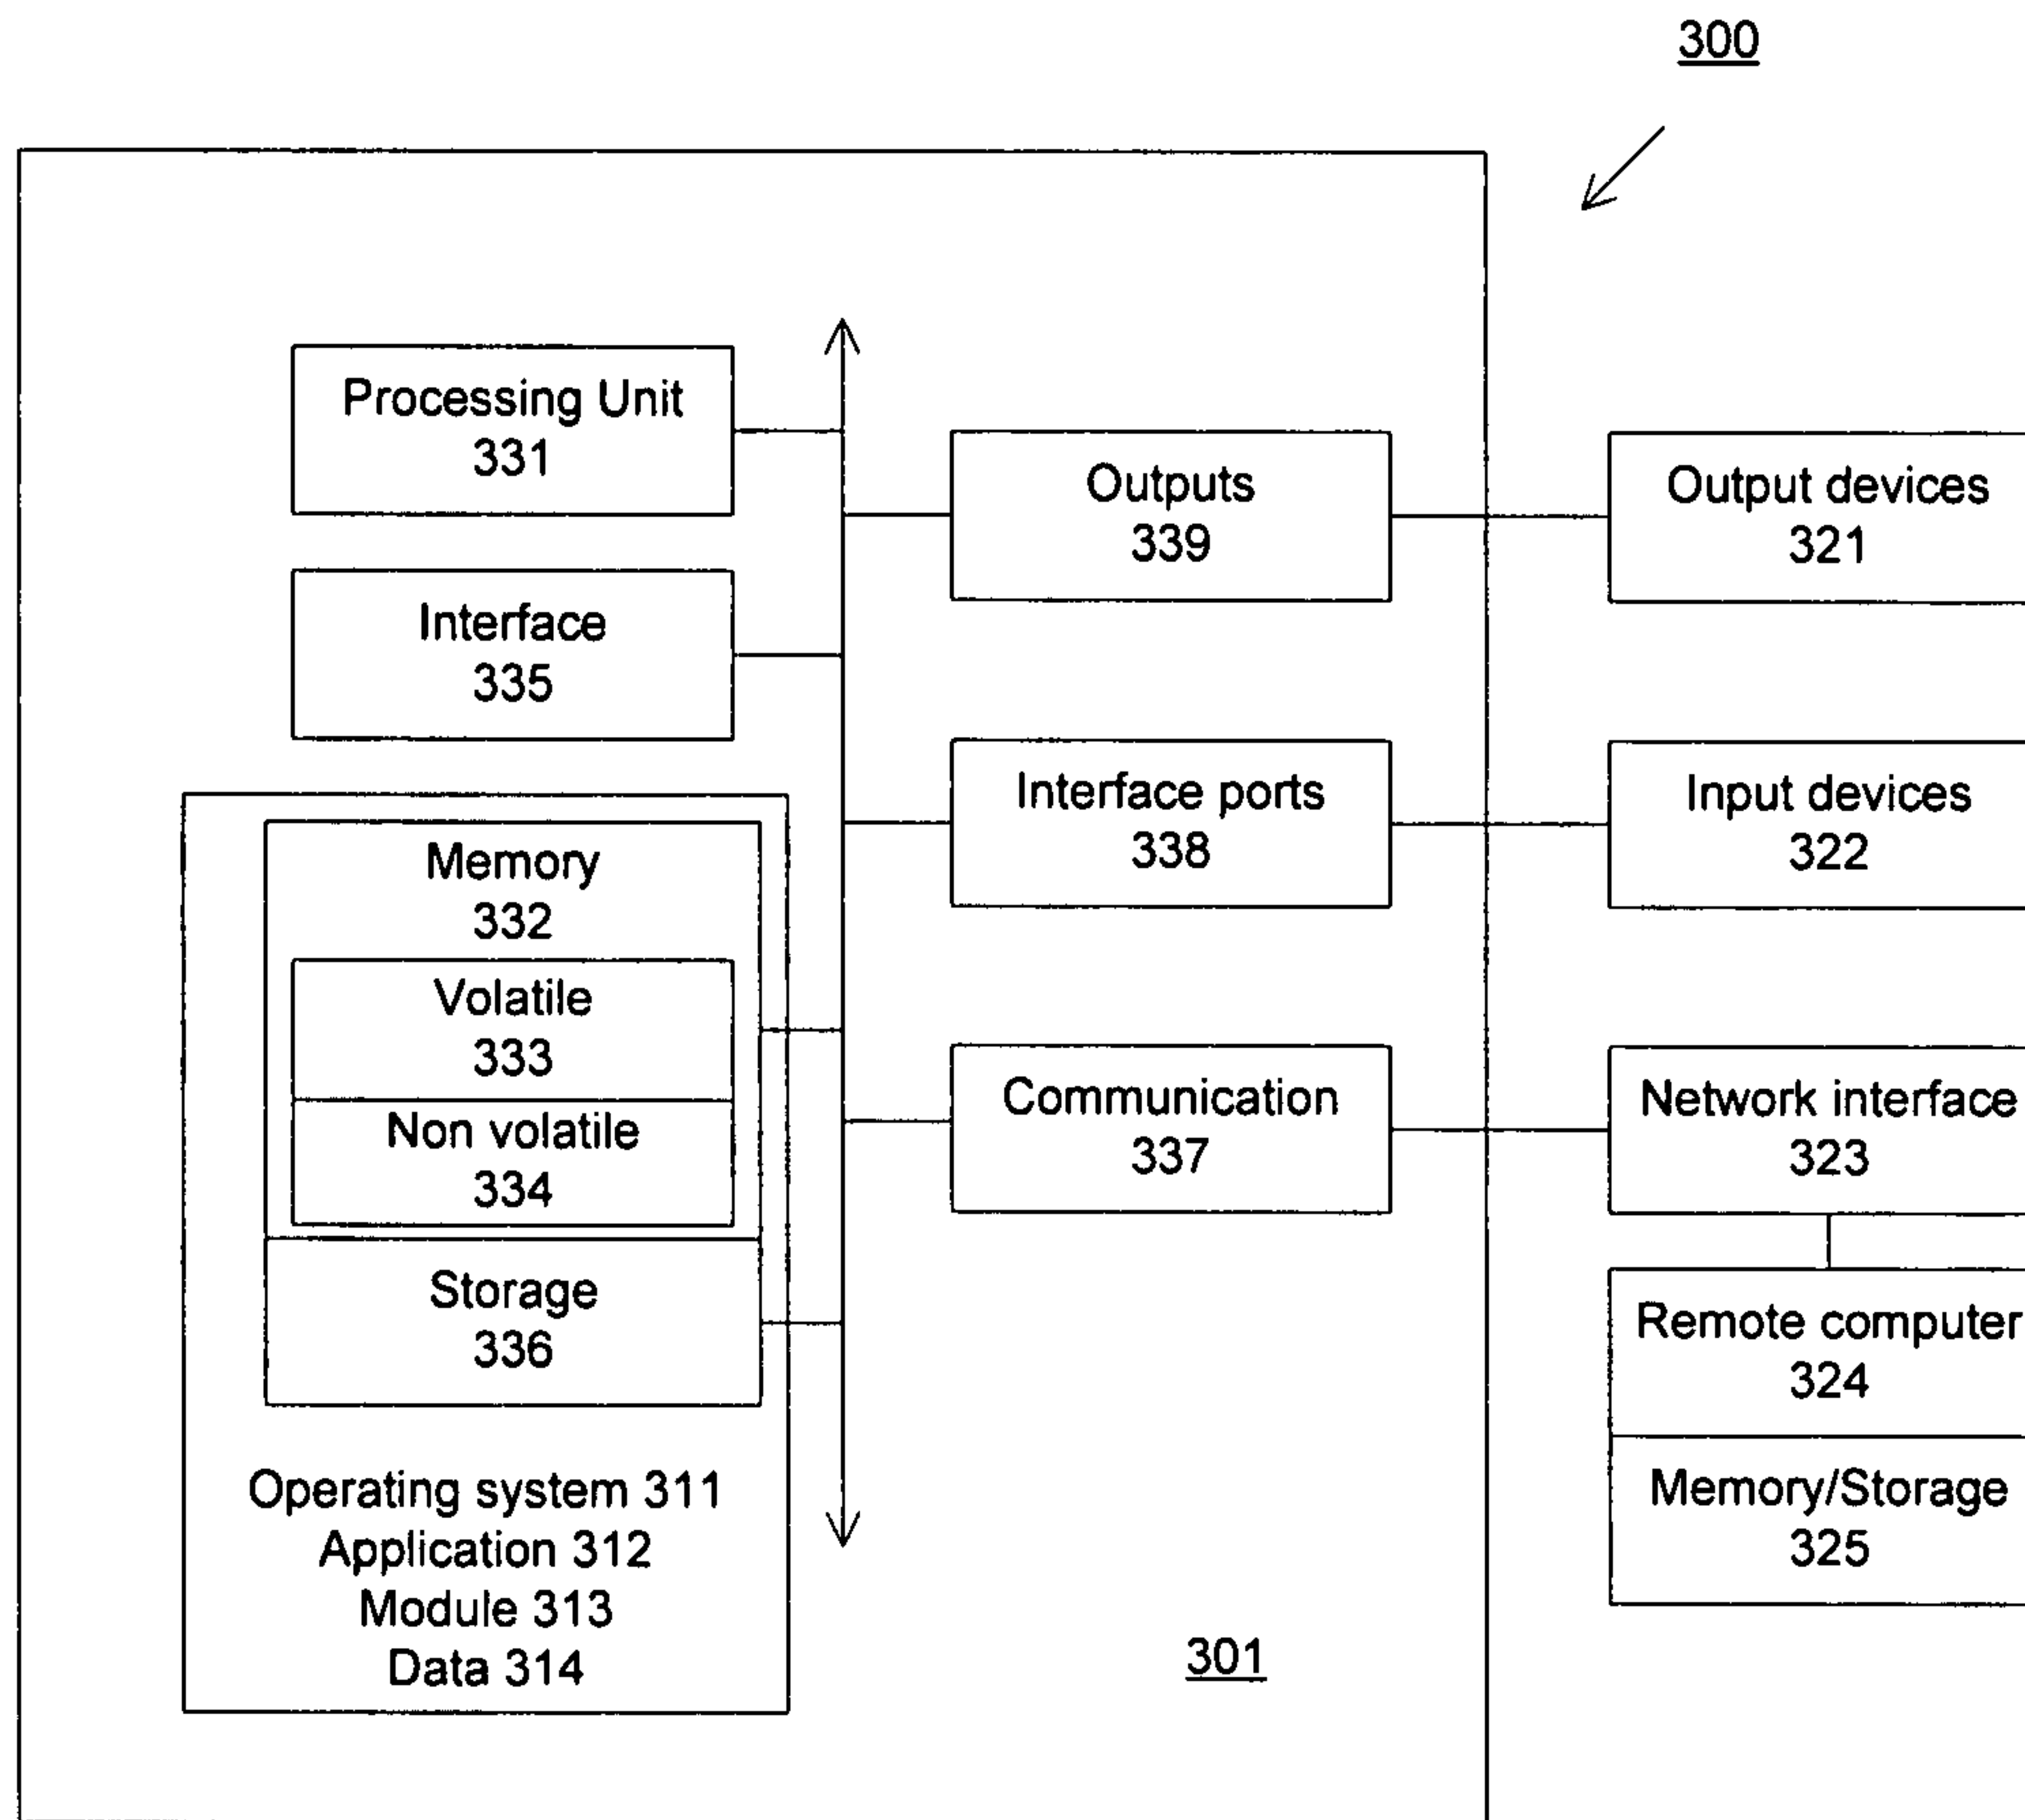 300
Processing Unit
331
Interface
335
Memory
332
Volatile
333
Non volatile
334
Storage
336
Operating system 311
Application 312
Module 313
Data 314
Outputs
339
Interface ports
338
Communication
337
301
Output devices
321
Input devices
322
Network interface
323
Remote computer
324
Memory/Storage
325